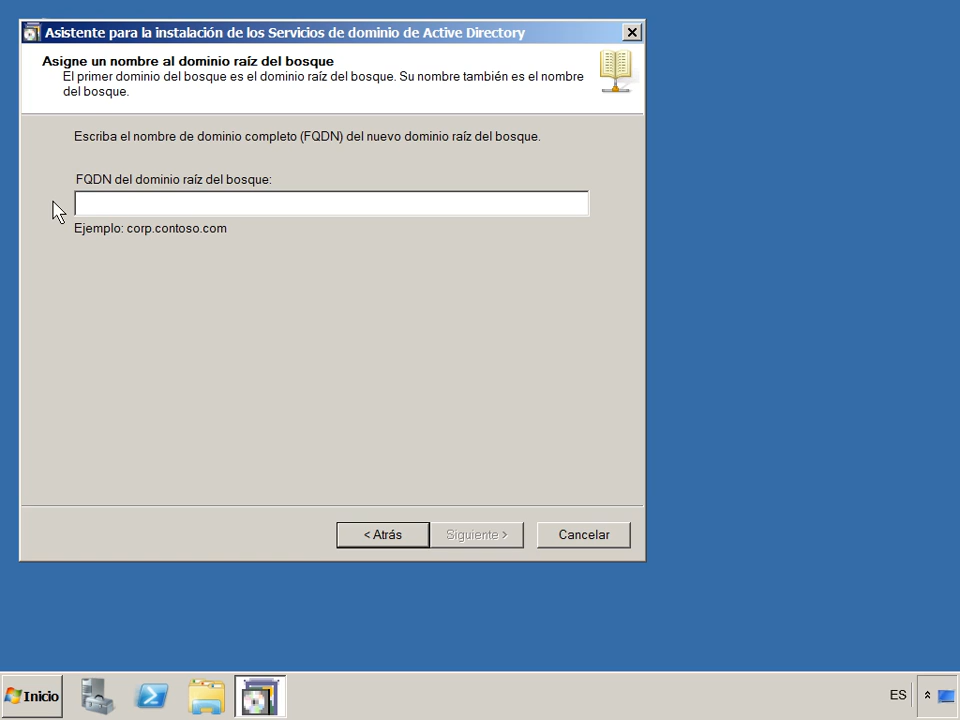 Asistente para la instalación de los Servicios de dominio de Active Directory
Asigne un nombre al dominio raíz del bosque
El primer dominio del bosque es el dominio raíz del bosque. Su nombre también es el nombre
del bosque.
Escriba el nombre de dominio completo (FQDN) del nuevo dominio raíz del bosque.
FQDN del dominio raíz del bosque:
Ejemplo: corp.contoso.com
< Atrás
Siguiente >
Cancelar
Inicio
ES